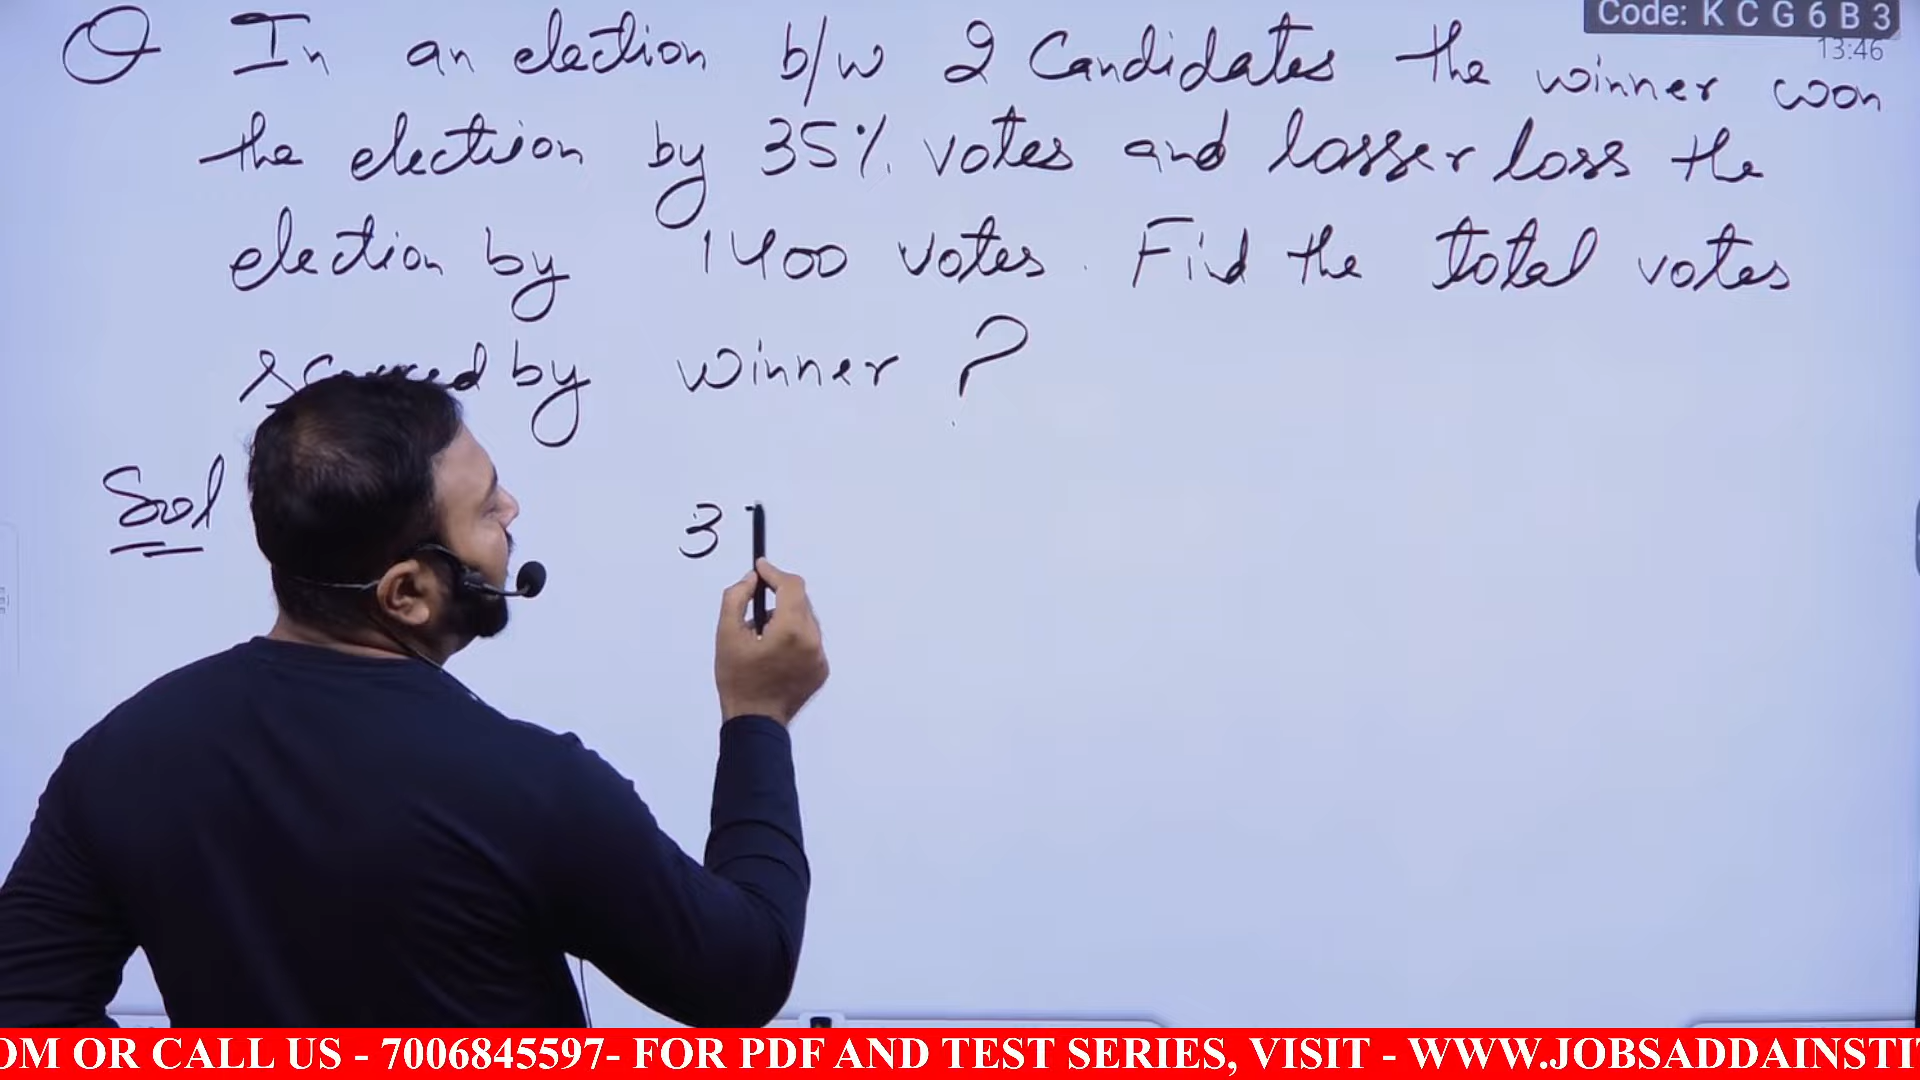 Code: K C G 6 B 3
13:46
Q In an election b/w 2 Candidates the winner won
the election by 35% votes and losser loss the
election by 1400 votes. Find the total votes
by winner ?
Sol
3
OM OR CALL US - 7006845597- FOR PDF AND TEST SERIES, VISIT - WWW.JOBSADDAINSTI